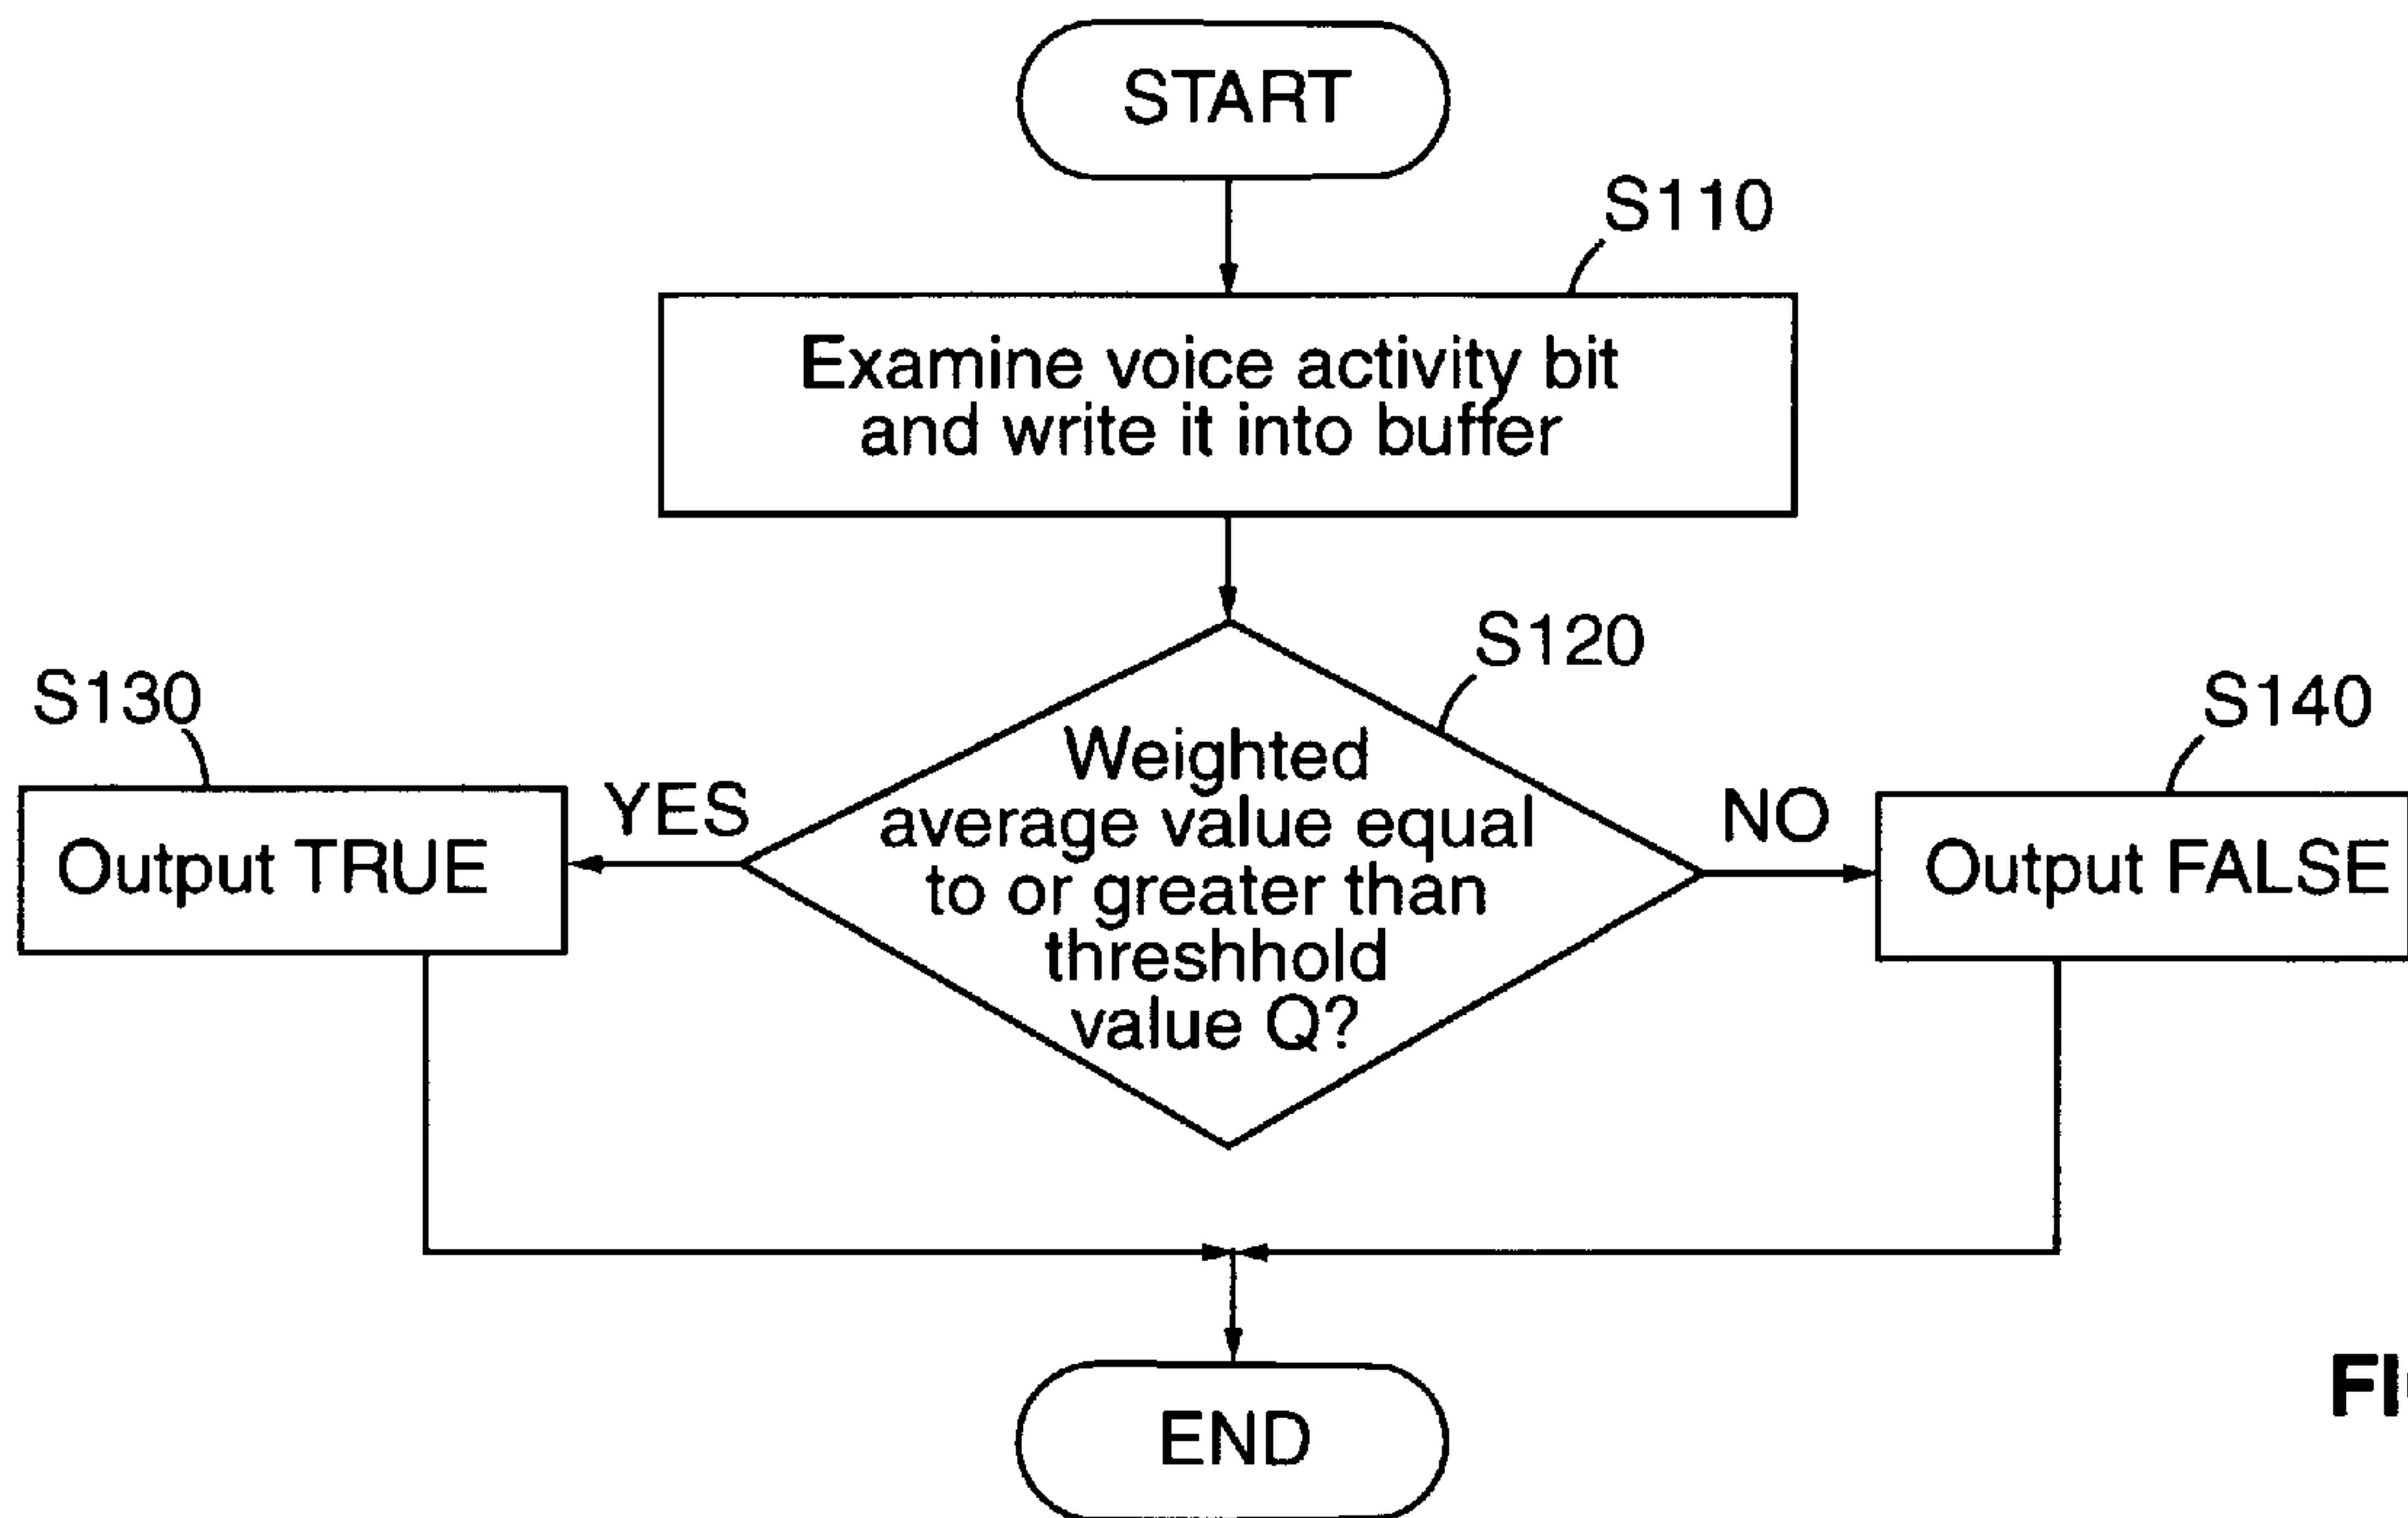 START
S110
Examine voice activity bit
and write it into buffer
S120
S130
S140
Weighted
average value equal
to or greater than
threshhold
value Q?
YES
NO
Output TRUE
Output FALSE
END